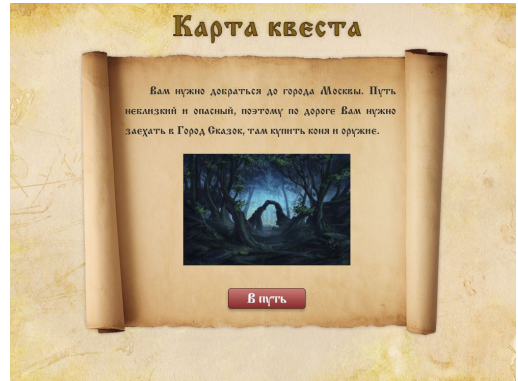 Карта квеста
Вам нужно добраться до города Москвы. Путь
неблизкий и опасный, поэтому по дороге Вам нужно
заехать в Город Сказок, там купить коня и оружие.
В путь